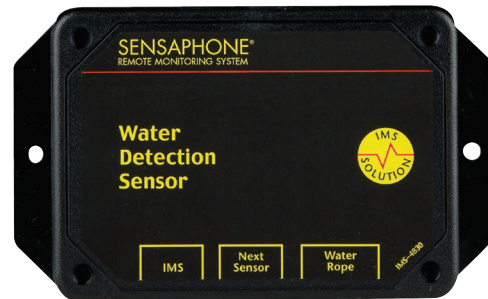 SENSAPHONE®
REMOTE MONITORING SYSTEM
Water
Detection
Sensor
IMS
SOLUTION
IMS
Next
Sensor
Water
Rope
IMS-4830